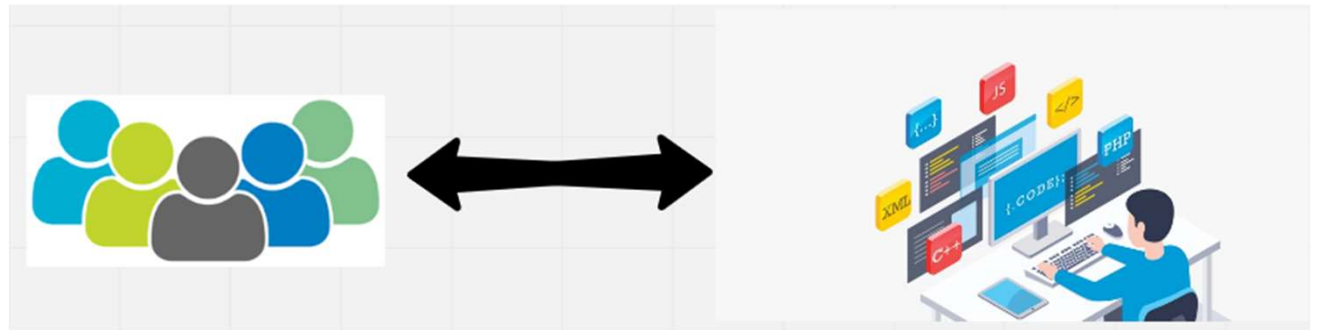 JS
</>
{...}
PHP
{.CODE};
XML
C++